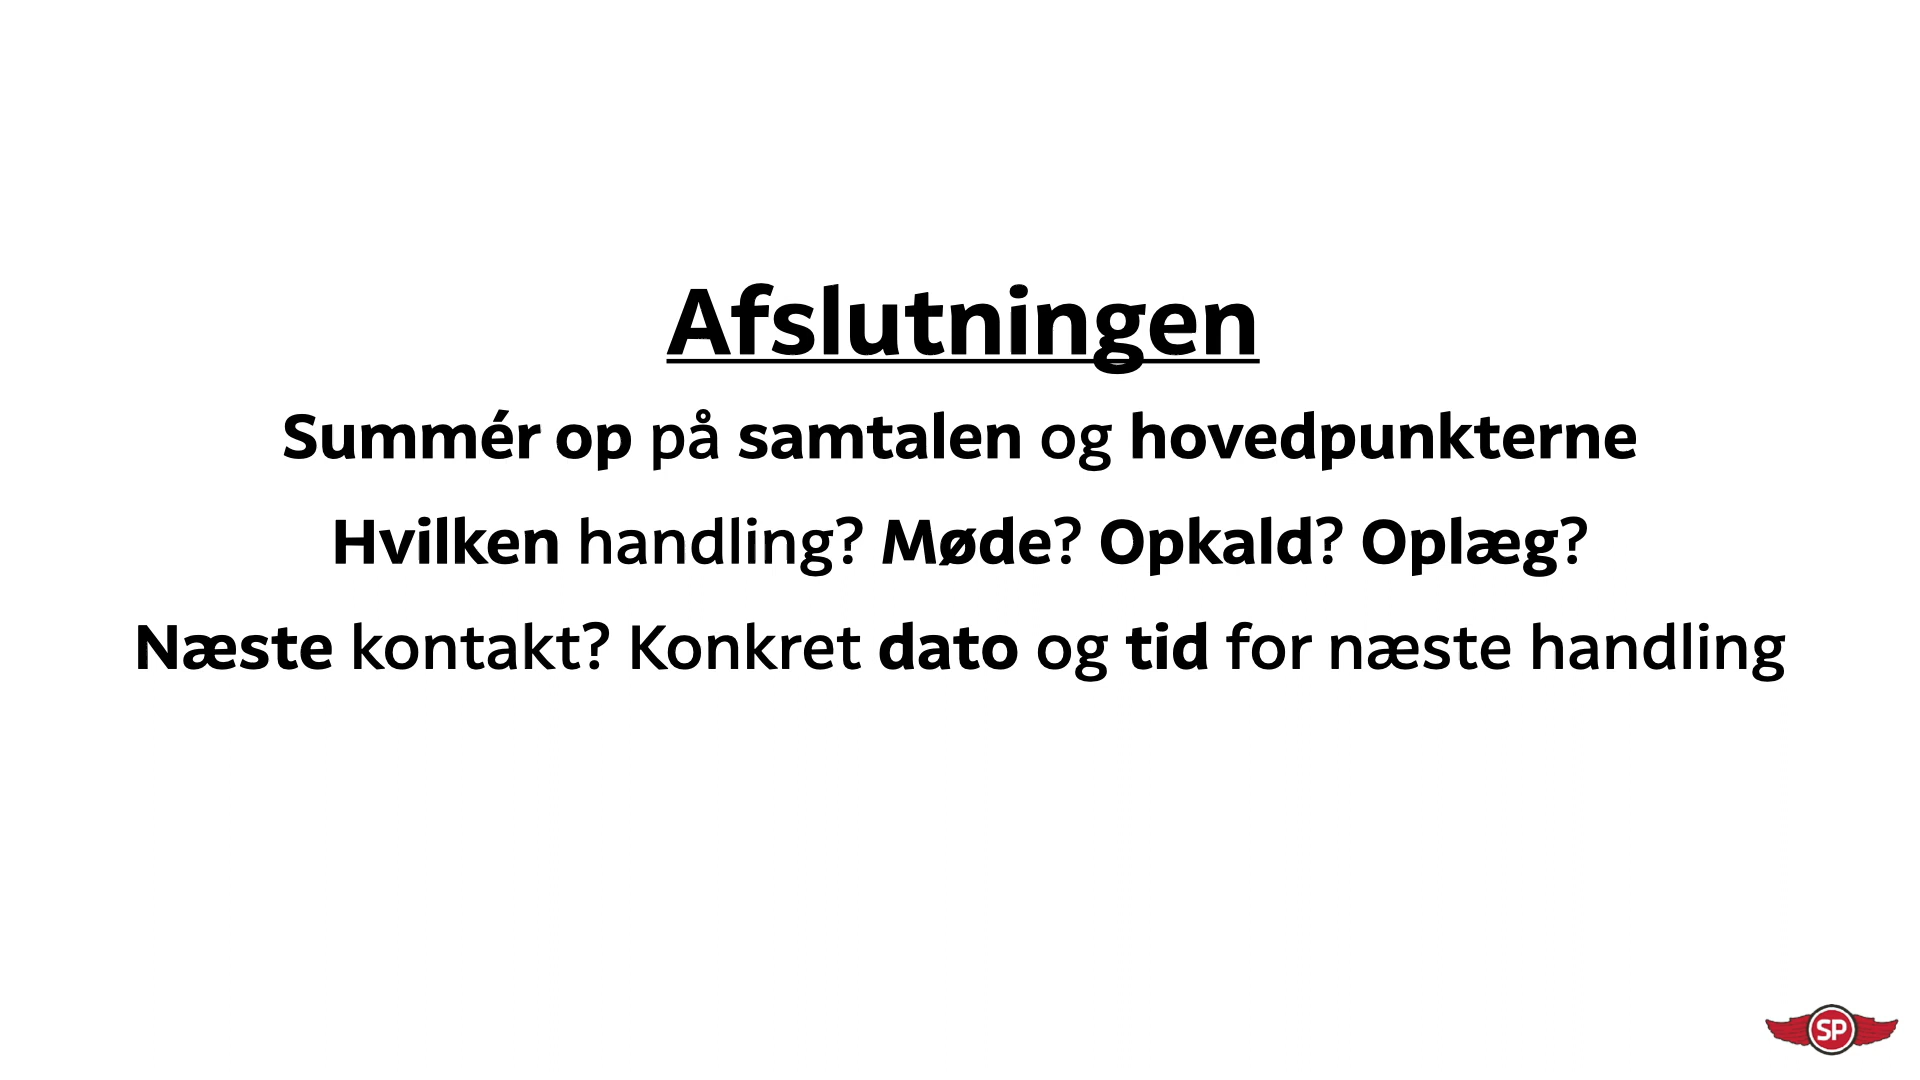 Afslutningen
Summér op på samtalen og hovedpunkterne
Hvilken handling? Møde? Opkald? Oplæg?
Næste kontakt? Konkret dato og tid for næste handling
SP